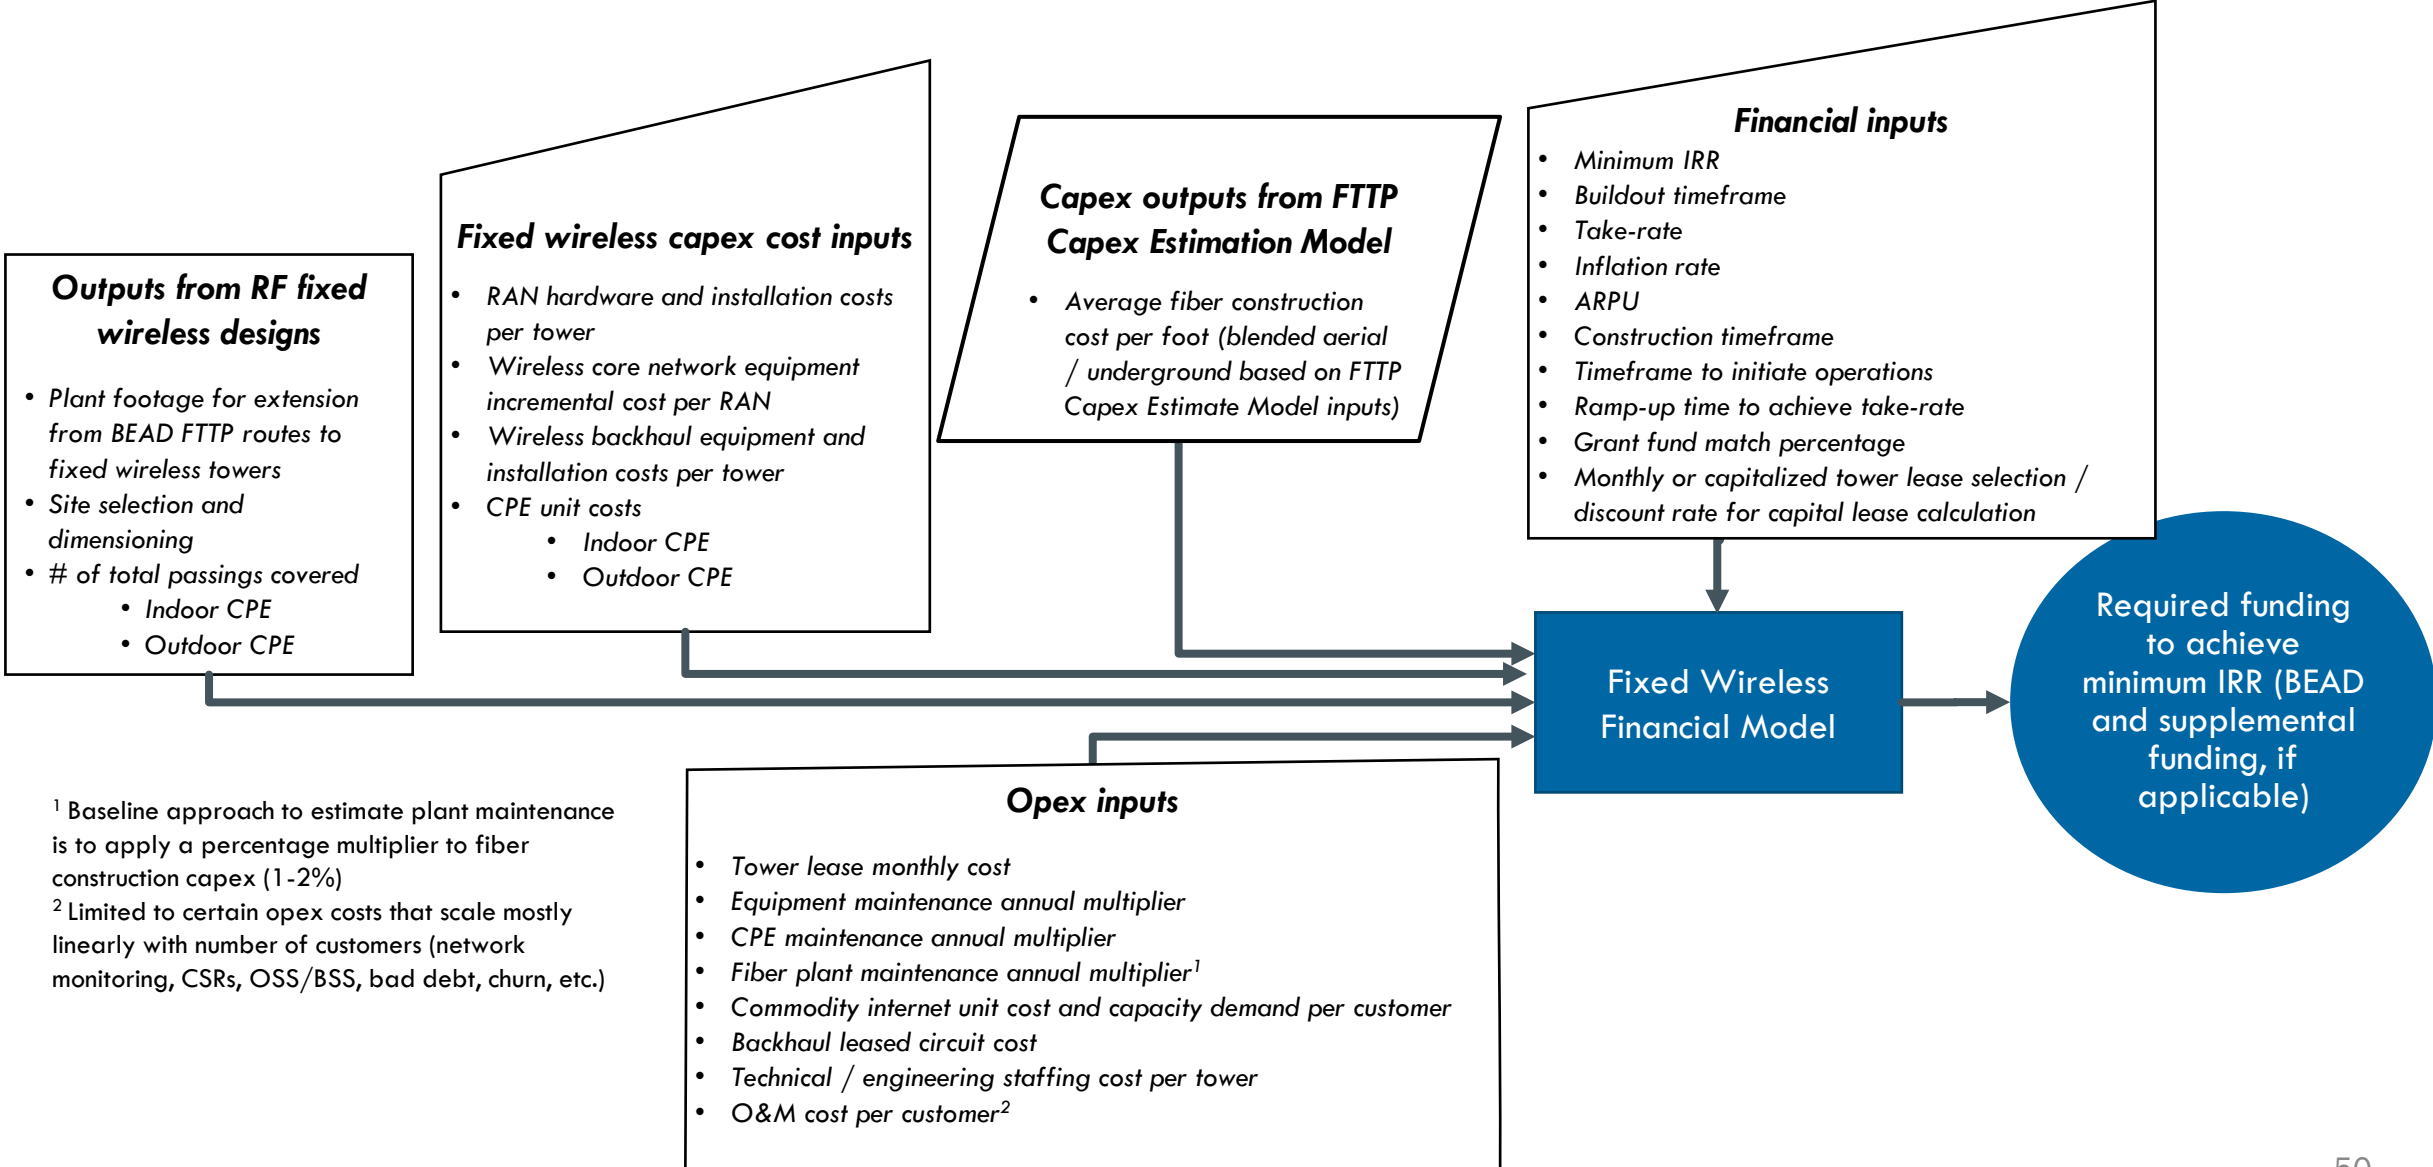 Outputs from RF fixed
wireless designs
• Plant footage for extension
from BEAD FTTP routes to
fixed wireless towers
• Site selection and
dimensioning
• # of total passings covered
• Indoor CPE
• Outdoor CPE
Fixed wireless capex cost inputs
• RAN hardware and installation costs
per tower
• Wireless core network equipment
incremental cost per RAN
• Wireless backhaul equipment and
installation costs per tower
• CPE unit costs
• Indoor CPE
• Outdoor CPE
Capex outputs from FTTP
Capex Estimation Model
• Average fiber construction
cost per foot (blended aerial
/ underground based on FTTP
Capex Estimate Model inputs)
Financial inputs
• Minimum IRR
• Buildout timeframe
• Take-rate
• Inflation rate
• ARPU
• Construction timeframe
• Timeframe to initiate operations
• Ramp-up time to achieve take-rate
• Grant fund match percentage
• Monthly or capitalized tower lease selection /
discount rate for capital lease calculation
Fixed Wireless
Financial Model
Required funding
to achieve
minimum IRR (BEAD
and supplemental
funding, if
applicable)
Opex inputs
• Tower lease monthly cost
• Equipment maintenance annual multiplier
• CPE maintenance annual multiplier
• Fiber plant maintenance annual multiplier¹
• Commodity internet unit cost and capacity demand per customer
• Backhaul leased circuit cost
• Technical / engineering staffing cost per tower
• O&M cost per customer²
¹ Baseline approach to estimate plant maintenance
is to apply a percentage multiplier to fiber
construction capex (1-2%)
² Limited to certain opex costs that scale mostly
linearly with number of customers (network
monitoring, CSRs, OSS/BSS, bad debt, churn, etc.)
50